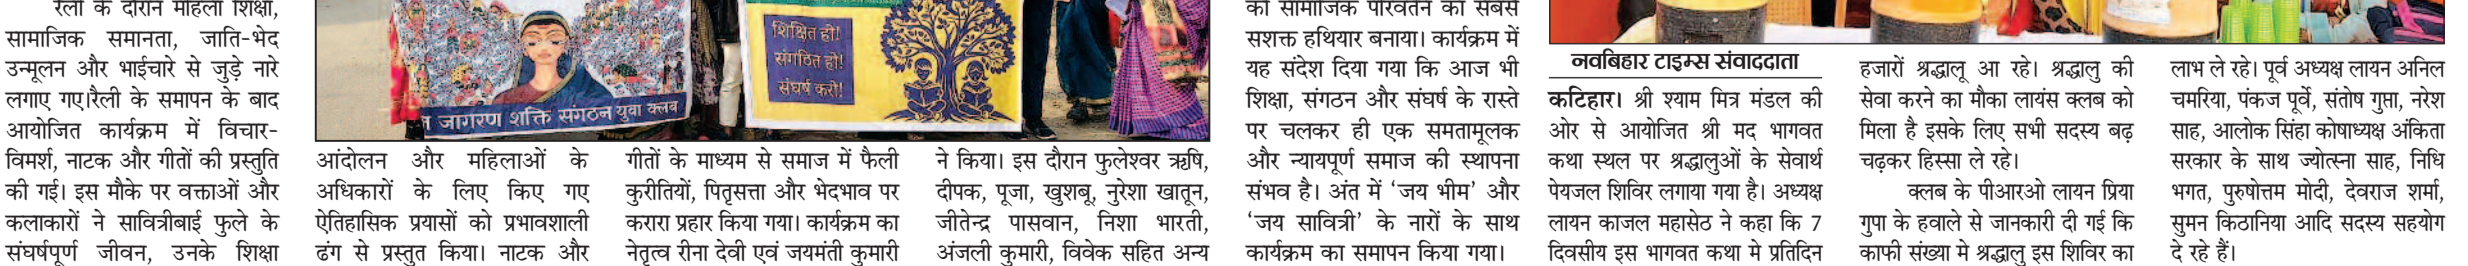 रैली के दौरान महिला शिक्षा,
सामाजिक समानता, जाति-भेद
उन्मूलन और भाईचारे से जुड़े नारे
लगाए गए।रैली के समापन के बाद
आयोजित कार्यक्रम में विचार-
विमर्श, नाटक और गीतों की प्रस्तुति
की गई। इस मौके पर वक्ताओं और
कलाकारों ने सावित्रीबाई फुले के
संघर्षपूर्ण जीवन, उनके शिक्षा
जागरण शक्ति संगठन युवा क्लब
शिक्षित हो!
संगठित हो!
संघर्ष करो!
आंदोलन और महिलाओं के
अधिकारों के लिए किए गए
ऐतिहासिक प्रयासों को प्रभावशाली
ढंग से प्रस्तुत किया। नाटक और
गीतों के माध्यम से समाज में फैली
कुरीतियों, पितृसत्ता और भेदभाव पर
करारा प्रहार किया गया। कार्यक्रम का
नेतृत्व रीना देवी एवं जयमंती कुमारी
ने किया। इस दौरान फुलेश्वर ऋषि,
दीपक, पूजा, खुशबू, नुरेशा खातून,
जीतेन्द्र पासवान, निशा भारती,
अंजली कुमारी, विवेक सहित अन्य
को सामाजिक परिवर्तन का सबसे
सशक्त हथियार बनाया। कार्यक्रम में
यह संदेश दिया गया कि आज भी
शिक्षा, संगठन और संघर्ष के रास्ते
पर चलकर ही एक समतामूलक
और न्यायपूर्ण समाज की स्थापना
संभव है। अंत में ‘जय भीम’ और
‘जय सावित्री’ के नारों के साथ
कार्यक्रम का समापन किया गया।
नवबिहार टाइम्स संवाददाता
कटिहार। श्री श्याम मित्र मंडल की
ओर से आयोजित श्री मद भागवत
कथा स्थल पर श्रद्धालुओं के सेवार्थ
पेयजल शिविर लगाया गया है। अध्यक्ष
लायन काजल महासेठ ने कहा कि 7
दिवसीय इस भागवत कथा मे प्रतिदिन
हजारों श्रद्धालू आ रहे। श्रद्धालु की
सेवा करने का मौका लायंस क्लब को
मिला है इसके लिए सभी सदस्य बढ़
चढ़कर हिस्सा ले रहे।
क्लब के पीआरओ लायन प्रिया
गुपा के हवाले से जानकारी दी गई कि
काफी संख्या मे श्रद्धालु इस शिविर का
लाभ ले रहे। पूर्व अध्यक्ष लायन अनिल
चमरिया, पंकज पूर्वे, संतोष गुप्ता, नरेश
साह, आलोक सिंहा कोषाध्यक्ष अंकिता
सरकार के साथ ज्योत्स्ना साह, निधि
भगत, पुरुषोत्तम मोदी, देवराज शर्मा,
सुमन किठानिया आदि सदस्य सहयोग
दे रहे हैं।